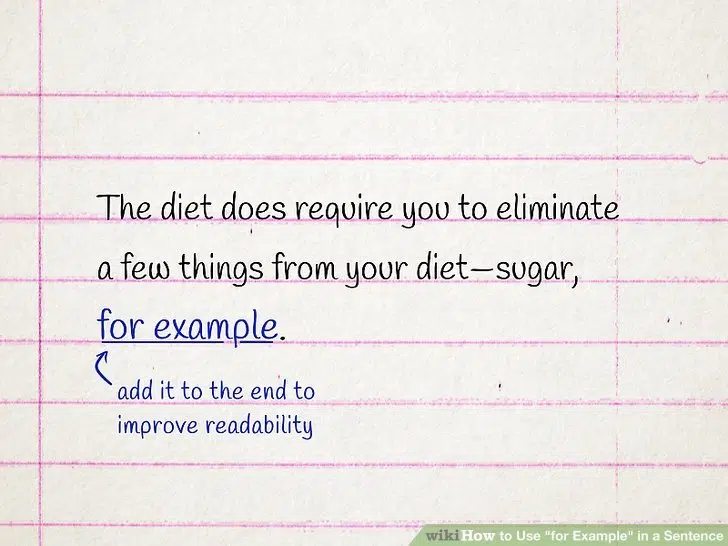 The diet does require you to eliminate
a few things from your diet—sugar,
for example.
add it to the end to
improve readability
wikiHow to Use "for Example" in a Sentence